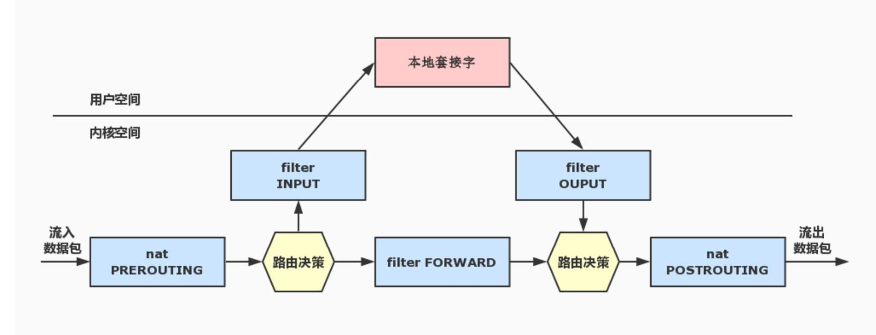 本地套接字
用户空间
内核空间
filter
INPUT
filter
OUPUT
流入
数据包
nat
PREROUTING
路由决策
filter FORWARD
路由决策
nat
POSTROUTING
流出
数据包